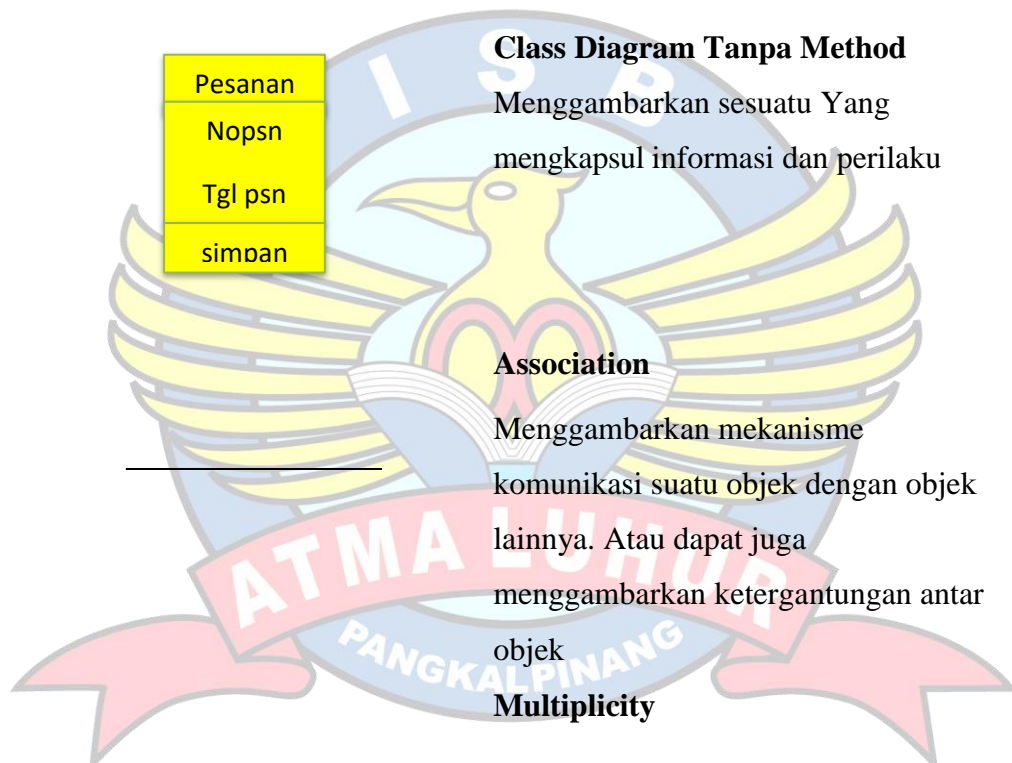 Pesanan
Nopsn
Tgl psn
simpan
Class Diagram Tanpa Method
Menggambarkan sesuatu Yang
mengkapsul informasi dan perilaku
Association
Menggambarkan mekanisme
komunikasi suatu objek dengan objek
lainnya. Atau dapat juga
menggambarkan ketergantungan antar
objek
Multiplicity
I S B
ATMA LUHUR
PANGKALPINANG